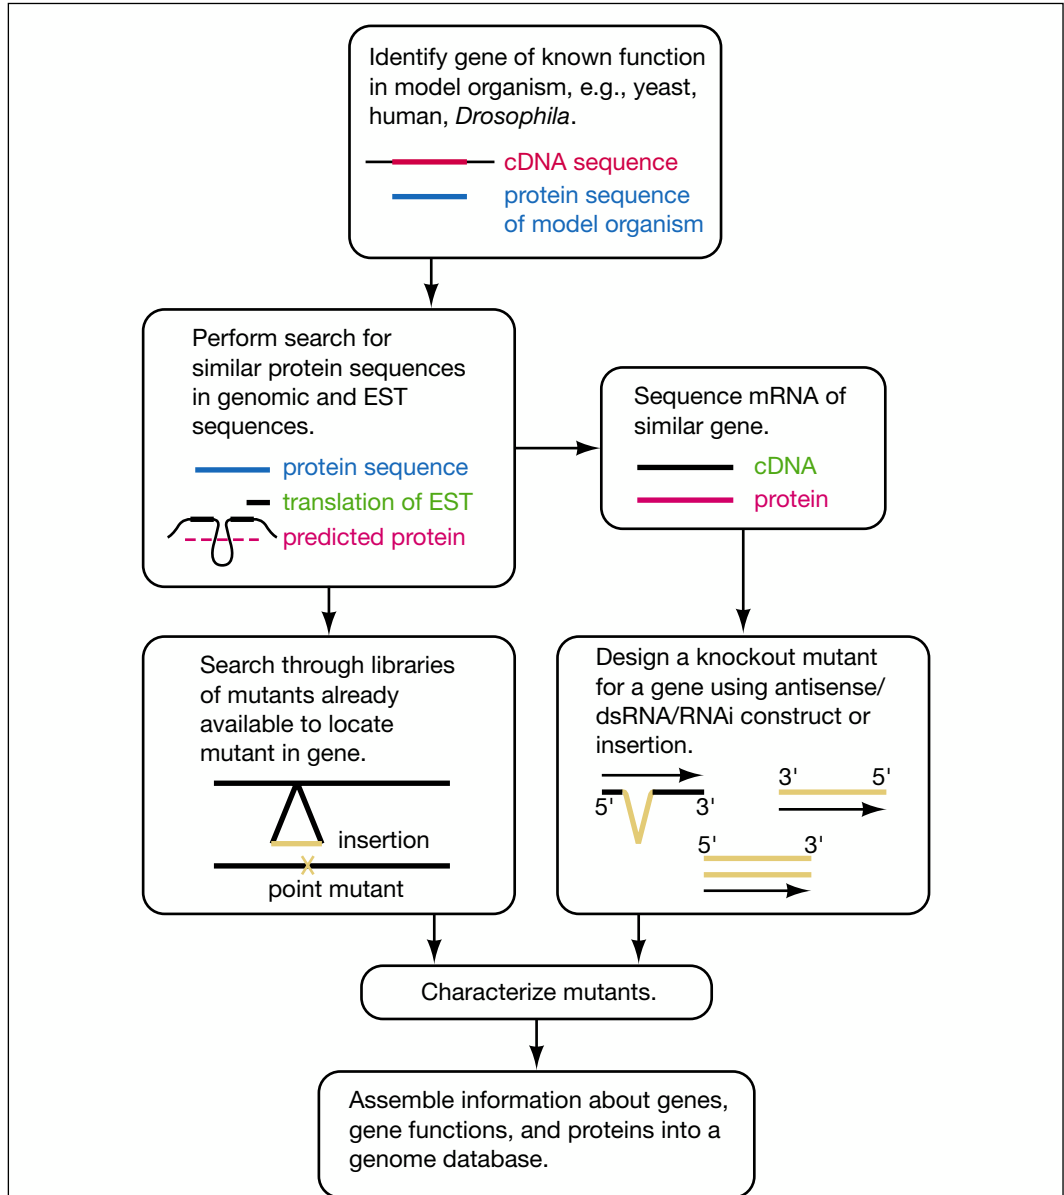 Identify gene of known function
in model organism, e.g., yeast,
human, Drosophila.
cDNA sequence
protein sequence
of model organism
Perform search for
similar protein sequences
in genomic and EST
sequences.
protein sequence
translation of EST
predicted protein
Sequence mRNA of
similar gene.
cDNA
protein
Search through libraries
of mutants already
available to locate
mutant in gene.
insertion
point mutant
Design a knockout mutant
for a gene using antisense/
dsRNA/RNAi construct or
insertion.
5' 3'
3' 5'
5' 3'
Characterize mutants.
Assemble information about genes,
gene functions, and proteins into a
genome database.